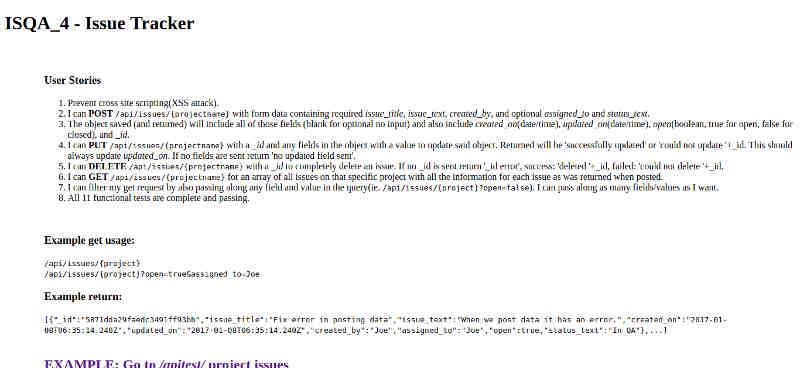 ISQA_4 - Issue Tracker
User Stories
1. Prevent cross site scripting(XSS attack).
2. I can POST /api/issues/{projectname} with form data containing required issue_title, issue_text, created_by, and optional assigned_to and status_text.
3. The object saved (and returned) will include all of those fields (blank for optional no input) and also include created_on(date/time), updated_on(date/time), open(boolean, true for open, false for
closed), and _id.
4. I can PUT /api/issues/{projectname} with a _id and any fields in the object with a value to update said object. Returned will be 'successfully updated' or 'could not update '+_id. This should
always update updated_on. If no fields are sent return 'no updated field sent'.
5. I can DELETE /api/issues/{projectname} with a _id to completely delete an issue. If no _id is sent return '_id error', success: 'deleted '+_id, failed: 'could not delete '+_id.
6. I can GET /api/issues/{projectname} for an array of all issues on that specific project with all the information for each issue as was returned when posted.
7. I can filter my get request by also passing along any field and value in the query(ie. /api/issues/{project}?open=false). I can pass along as many fields/values as I want.
8. All 11 functional tests are complete and passing.
Example get usage:
/api/issues/{project}
/api/issues/{project}?open=true&assigned_to=Joe
Example return:
[{"_id":"5871dda29faedc3491ff93bb","issue_title":"Fix error in posting data","issue_text":"When we post data it has an error.","created_on":"2017-01-
08T06:35:14.240Z","updated_on":"2017-01-08T06:35:14.240Z","created_by":"Joe","assigned_to":"Joe","open":true,"status_text":"In QA"},...]
EXAMPLE: Go to /apitest/ project issues